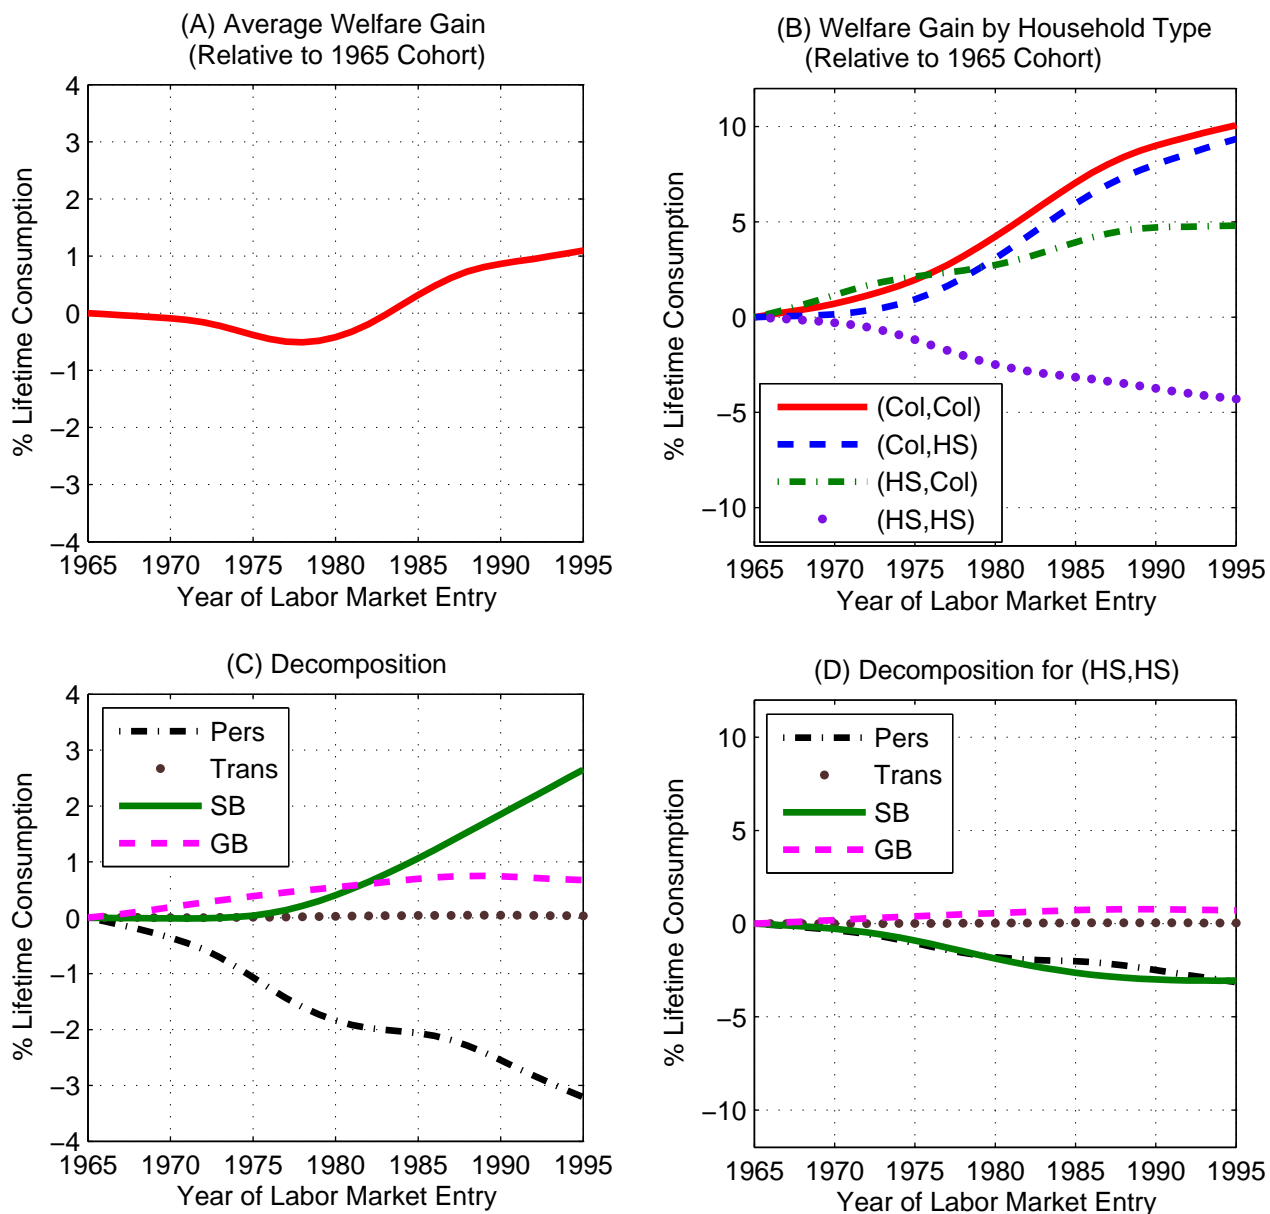 (A) Average Welfare Gain
(Relative to 1965 Cohort)
4
3
2
1
0
−1
−2
−3
−4
% Lifetime Consumption
1965 1970 1975 1980 1985 1990 1995
Year of Labor Market Entry
(B) Welfare Gain by Household Type
(Relative to 1965 Cohort)
10
5
0
−5
−10
% Lifetime Consumption
(Col,Col)
(Col,HS)
(HS,Col)
(HS,HS)
1965 1970 1975 1980 1985 1990 1995
Year of Labor Market Entry
(C) Decomposition
4
3
2
1
0
−1
−2
−3
−4
% Lifetime Consumption
Pers
Trans
SB
GB
1965 1970 1975 1980 1985 1990 1995
Year of Labor Market Entry
(D) Decomposition for (HS,HS)
10
5
0
−5
−10
% Lifetime Consumption
Pers
Trans
SB
GB
1965 1970 1975 1980 1985 1990 1995
Year of Labor Market Entry